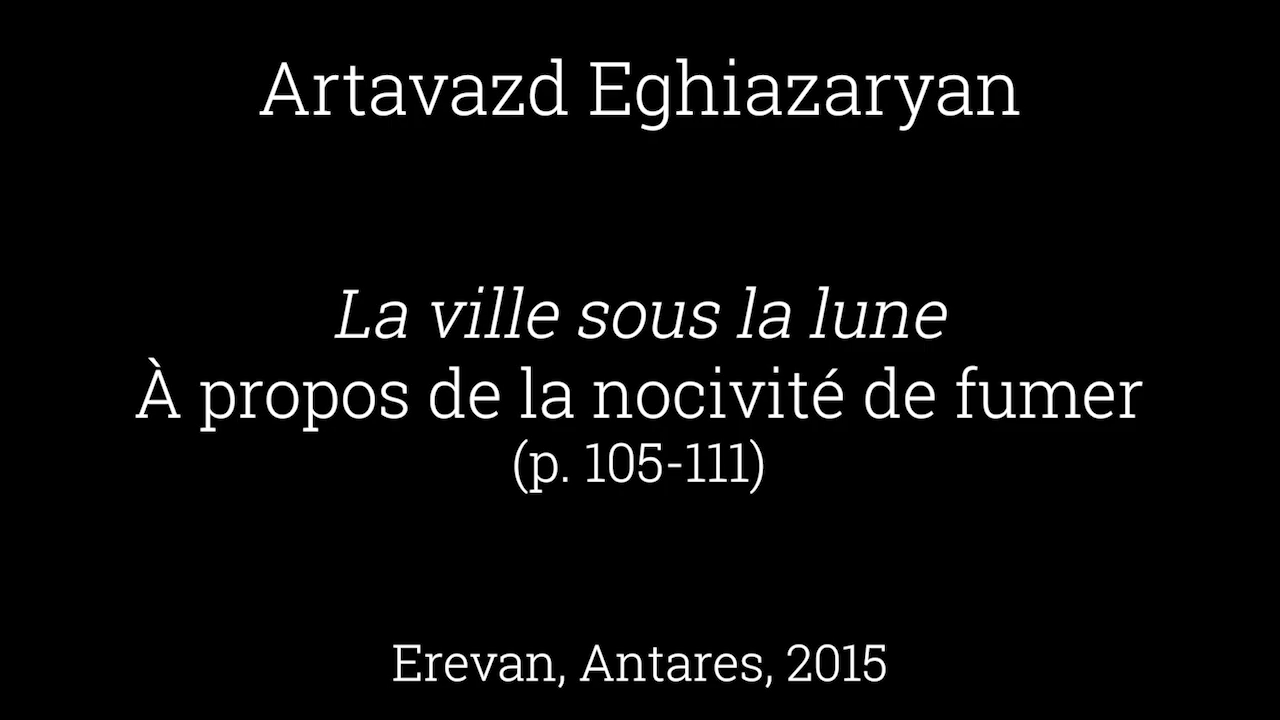 Artavazd Eghiazaryan
La ville sous la lune
À propos de la nocivité de fumer
(p. 105-111)
Erevan, Antares, 2015